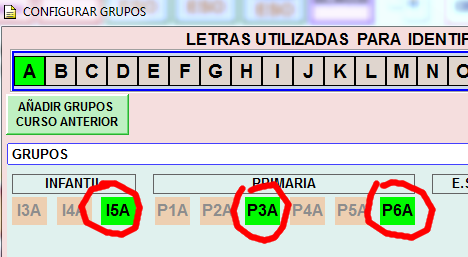 CONFIGURAR GRUPOS
LETRAS UTILIZADAS PARA IDENTIF
A B C D E F G H I J K L M N O
AÑADIR GRUPOS
CURSO ANTERIOR
GRUPOS
INFANTIL PRIMARIA E.S
I3A I4A I5A P1A P2A P3A P4A P5A P6A